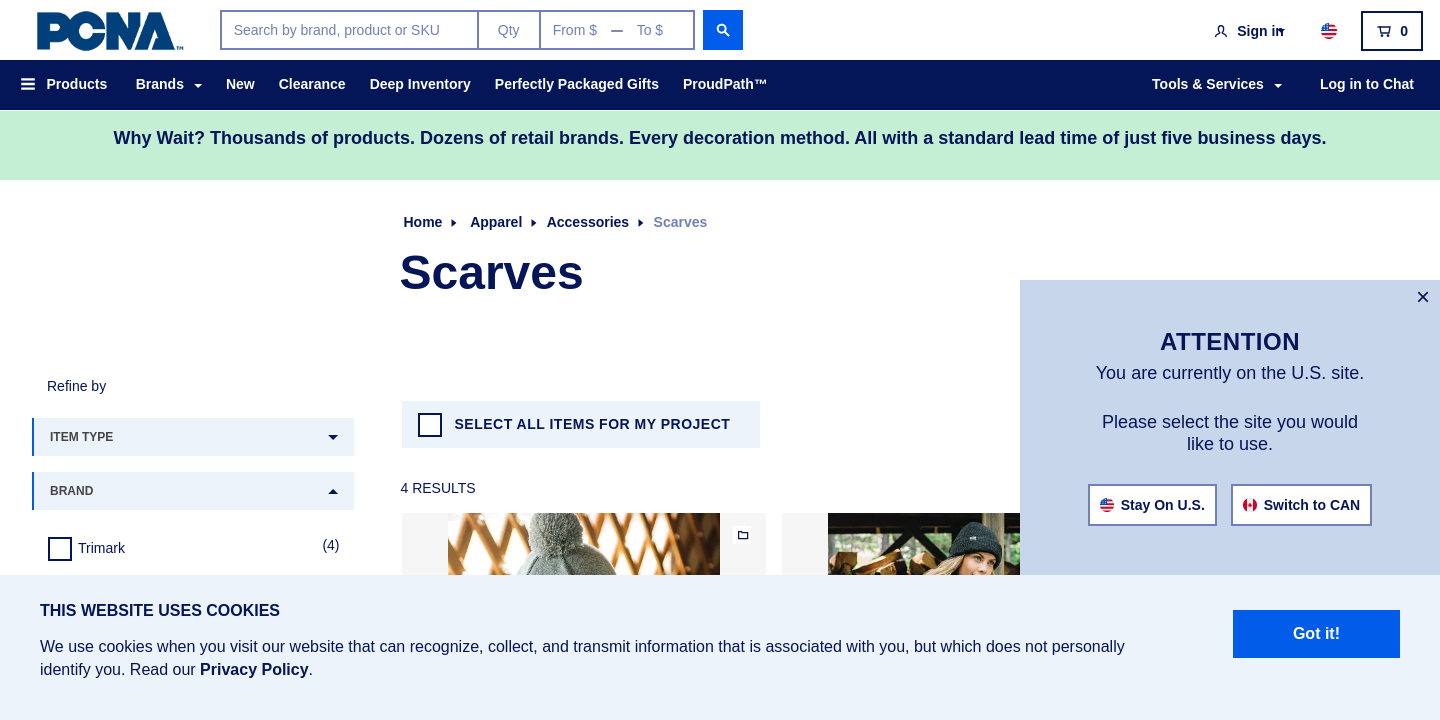 PCNA™
Search by brand, product or SKU
Qty
From $ — To $
Sign in
0
Products
Brands
New
Clearance
Deep Inventory
Perfectly Packaged Gifts
ProudPath™
Tools & Services
Log in to Chat
Why Wait? Thousands of products. Dozens of retail brands. Every decoration method. All with a standard lead time of just five business days.
Home
Apparel
Accessories
Scarves
Scarves
×
ATTENTION
You are currently on the U.S. site.
Please select the site you would
like to use.
Stay On U.S.
Switch to CAN
Refine by
ITEM TYPE
BRAND
Trimark
(4)
SELECT ALL ITEMS FOR MY PROJECT
4 RESULTS
THIS WEBSITE USES COOKIES
We use cookies when you visit our website that can recognize, collect, and transmit information that is associated with you, but which does not personally
identify you. Read our Privacy Policy.
Got it!